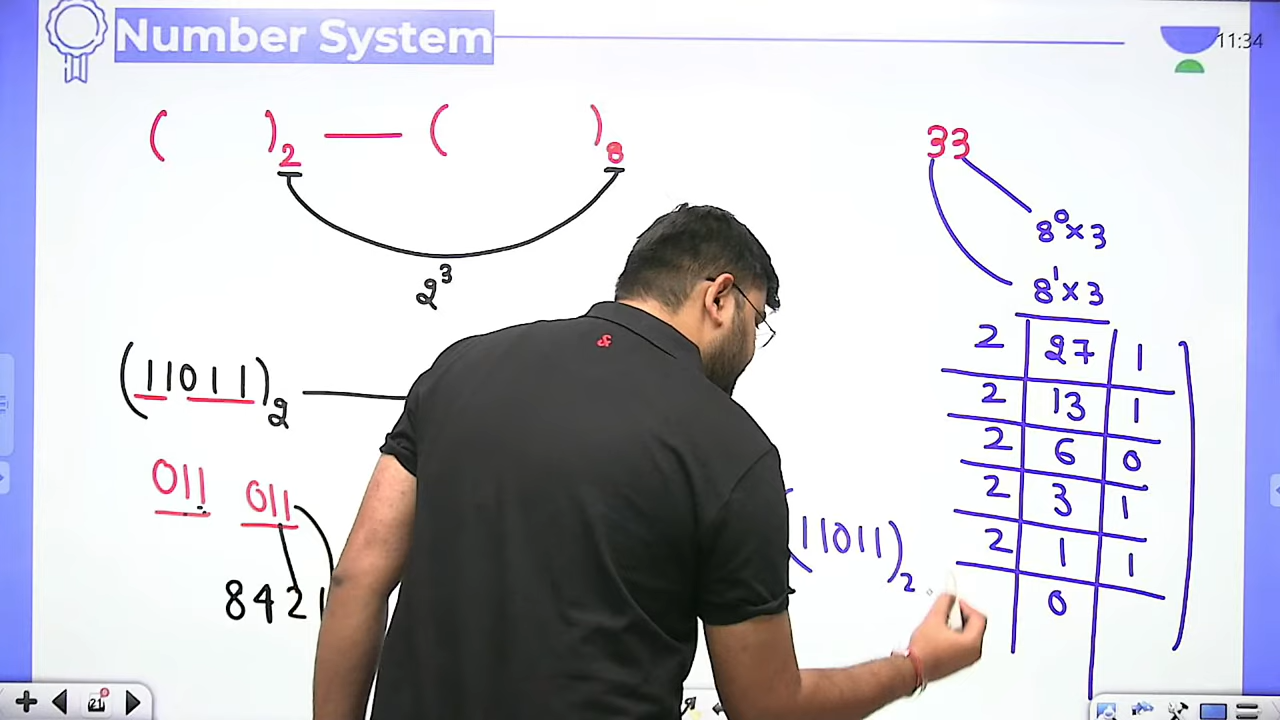 Number System
11:34
( )2 — ( )8
2³
33
8⁰×3
8¹×3
(11011)2
011 011
8421
(11011)2
2 27 1
2 13 1
2 6 0
2 3 1
2 1 1
0
21